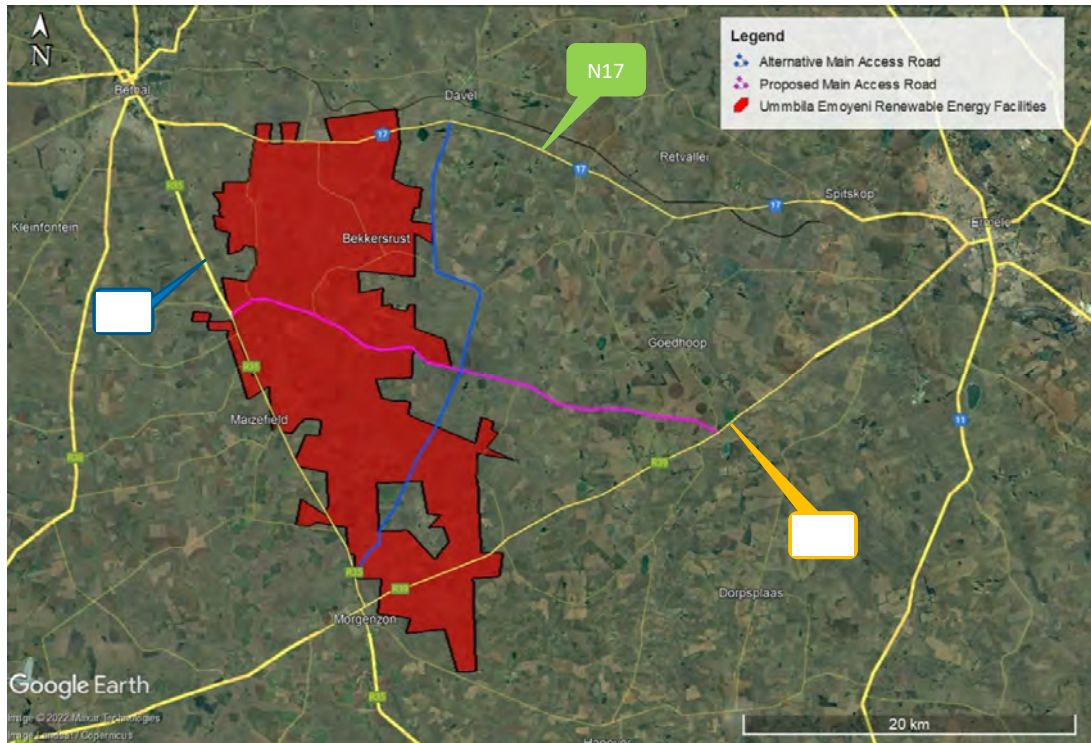 N
Legend
Alternative Main Access Road
Proposed Main Access Road
Ummbila Emoyeni Renewable Energy Facilities
N17
Bethal
Davel
17
17
Retvallei
R35
17
Spitskop
Ermelo
Kleinfontein
Bekkersrust
Goedhoop
R35
Maizefield
11
R38
R39
R35
R39
Dorpsplaas
Morgenzon
Google Earth
R35
Image © 2022 Maxar Technologies
Image Landsat / Copernicus
20 km
Hanover